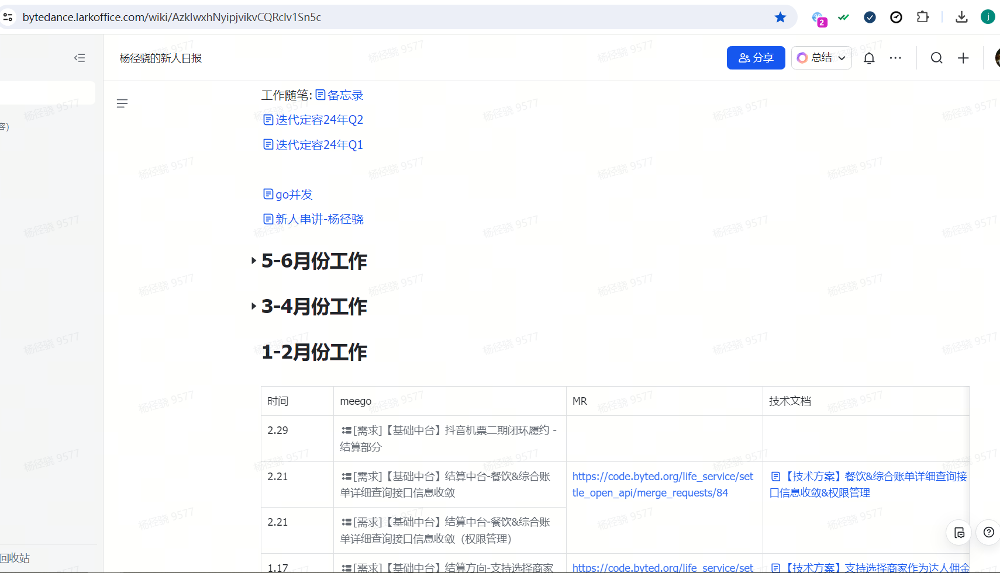 bytedance.larkoffice.com/wiki/AzklwxhNyipjvikvCQRclv1Sn5c
2
j
杨径骁的新人日报
分享
总结
容)
工作随笔: 备忘录
迭代定容24年Q2
迭代定容24年Q1
go并发
新人串讲-杨径骁
5-6月份工作
3-4月份工作
1-2月份工作
时间 meego MR 技术文档
2.29 [需求]【基础中台】抖音机票二期闭环履约 -
结算部分
2.21 [需求]【基础中台】结算中台-餐饮&综合账
单详细查询接口信息收敛
https://code.byted.org/life_service/set
tle_open_api/merge_requests/84
【技术方案】餐饮&综合账单详细查询接
口信息收敛&权限管理
2.21 [需求]【基础中台】结算中台-餐饮&综合账
单详细查询接口信息收敛（权限管理）
1.17 [需求]【基础中台】结算方向-支持选择商家
https://code.byted.org/life_service/set
【技术方案】支持选择商家作为达人佣金
回收站
杨径骁 9577